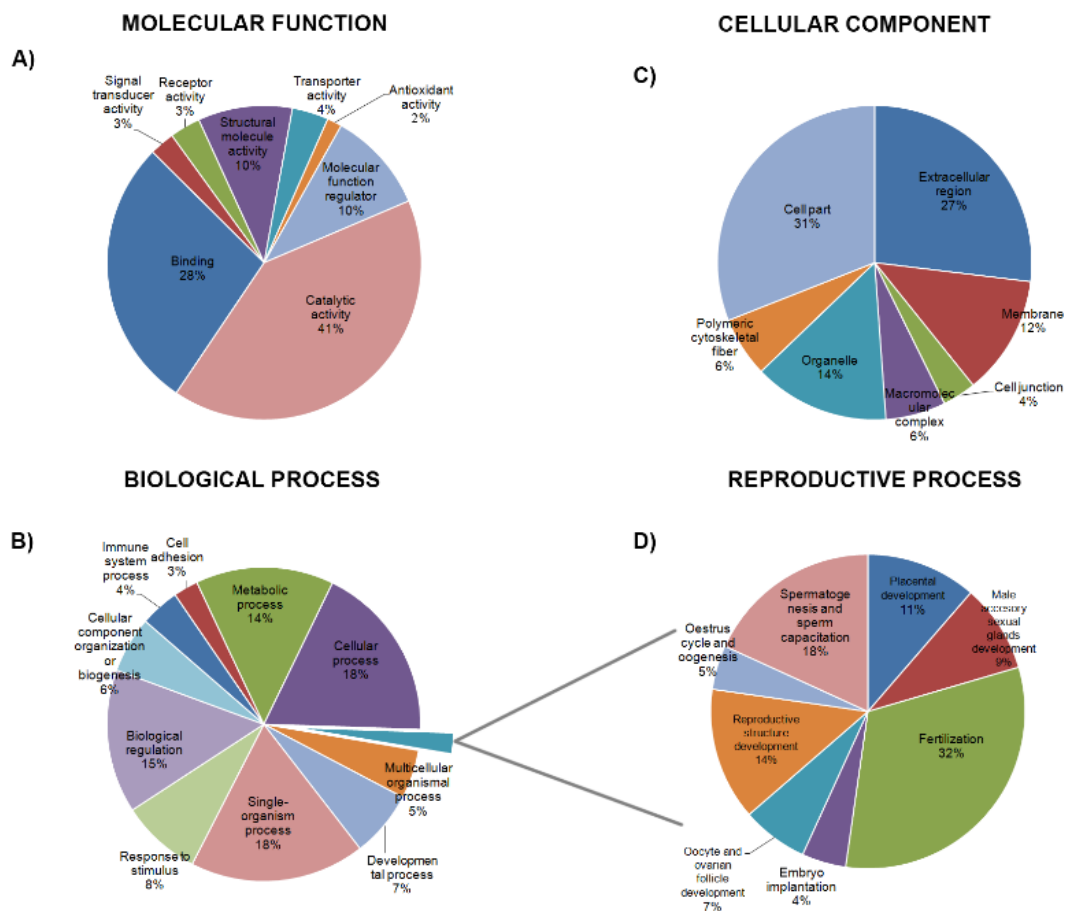 MOLECULAR FUNCTION
A)
Signal
transducer
activity
3%
Receptor
activity
3%
Structural
molecule
activity
10%
Transporter
activity
4%
Antioxidant
activity
2%
Molecular
function
regulator
10%
Binding
28%
Catalytic
activity
41%
CELLULAR COMPONENT
C)
Cell part
31%
Extracellular
region
27%
Membrane
12%
Cell junction
4%
Macromolec
ular
complex
6%
Organelle
14%
Polymeric
cytoskeletal
fiber
6%
BIOLOGICAL PROCESS
B)
Immune
system
process
4%
Cell
adhesion
3%
Metabolic
process
14%
Cellular
process
18%
Cellular
component
organization or
biogenesis
6%
Biological
regulation
15%
Response to
stimulus
8%
Single-
organism
process
18%
Developmen
tal process
7%
Multicellular
organismal
process
5%
REPRODUCTIVE PROCESS
D)
Spermatoge
nesis and
sperm
capacitation
18%
Placental
development
11%
Male
accesory
sexual
glands
development
9%
Oestrus
cycle and
oogenesis
5%
Reproductive
structure
development
14%
Fertilization
32%
Oocyte and
ovarian
follicle
development
7%
Embryo
implantation
4%